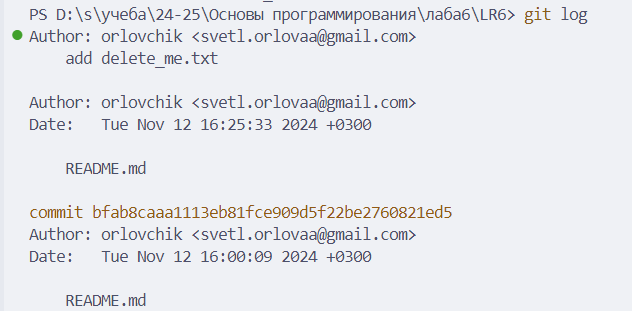 PS D:\s\учеба\24-25\Основы программирования\лаба6\LR6> git log
Author: orlovchik <svetl.orlovaa@gmail.com>
add delete_me.txt
Author: orlovchik <svetl.orlovaa@gmail.com>
Date: Tue Nov 12 16:25:33 2024 +0300
README.md
commit bfab8caaa1113eb81fce909d5f22be2760821ed5
Author: orlovchik <svetl.orlovaa@gmail.com>
Date: Tue Nov 12 16:00:09 2024 +0300
README.md